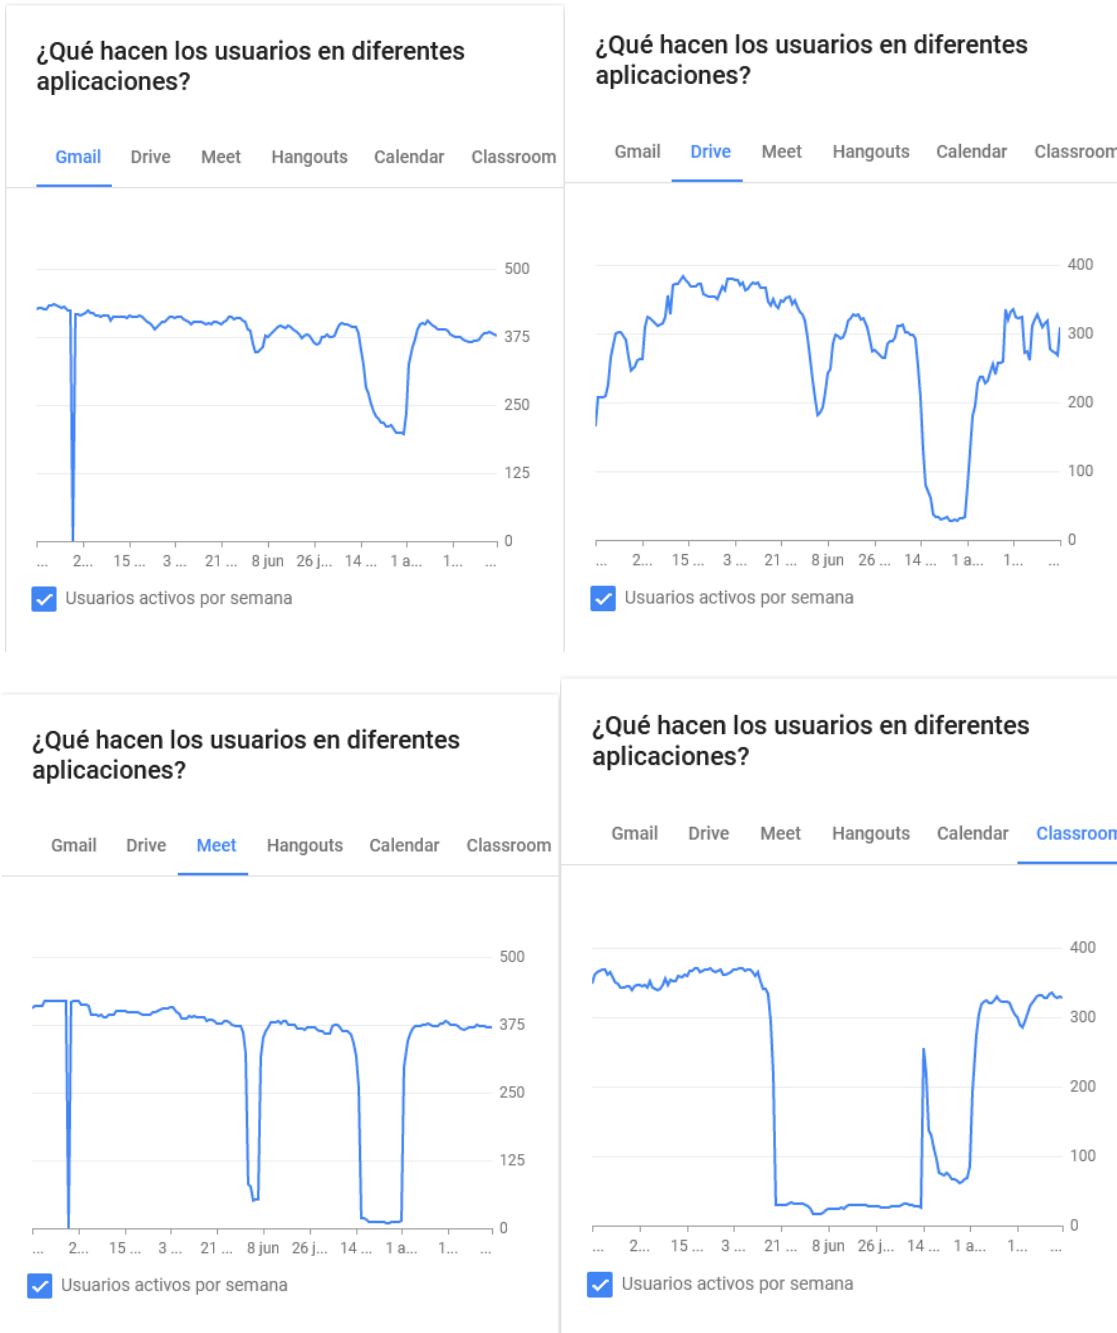 ¿Qué hacen los usuarios en diferentes
aplicaciones?
Gmail Drive Meet Hangouts Calendar Classroom
500
375
250
125
0
... 2... 15 ... 3 ... 21 ... 8 jun 26 j... 14 ... 1 a... 1... ...
Usuarios activos por semana
¿Qué hacen los usuarios en diferentes
aplicaciones?
Gmail Drive Meet Hangouts Calendar Classroom
400
300
200
100
0
... 2... 15 ... 3 ... 21 ... 8 jun 26 j... 14 ... 1 a... 1... ...
Usuarios activos por semana
¿Qué hacen los usuarios en diferentes
aplicaciones?
Gmail Drive Meet Hangouts Calendar Classroom
500
375
250
125
0
... 2... 15 ... 3 ... 21 ... 8 jun 26 j... 14 ... 1 a... 1... ...
Usuarios activos por semana
¿Qué hacen los usuarios en diferentes
aplicaciones?
Gmail Drive Meet Hangouts Calendar Classroom
400
300
200
100
0
... 2... 15 ... 3 ... 21 ... 8 jun 26 j... 14 ... 1 a... 1... ...
Usuarios activos por semana